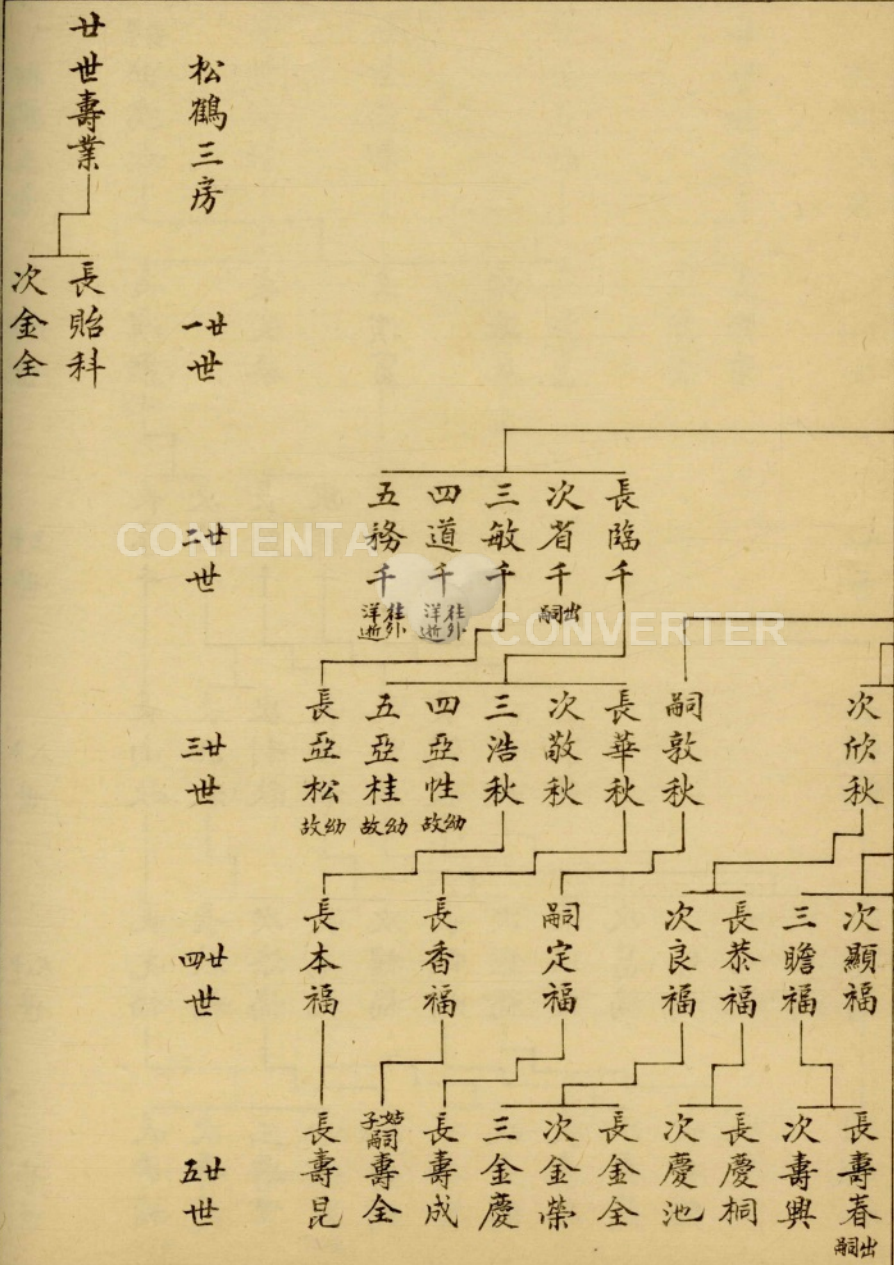 長臨千
次省千
出嗣
三敏千
四道千
往外洋逝
五務千
往外洋逝
次欣秋
嗣敦秋
長華秋
次敬秋
三浩秋
四亞性
幼故
五亞桂
幼故
長亞松
幼故
次顯福
三瞻福
長恭福
次良福
嗣定福
長香福
長本福
長壽春
出嗣
次壽興
長慶桐
次慶池
長金全
次金榮
三金慶
長壽成
姑子嗣壽全
長壽昆
松鶴三房
廿一世
廿二世
廿三世
廿四世
廿五世
廿世壽業
長貽科
次金全
CONTENTA CONVERTER